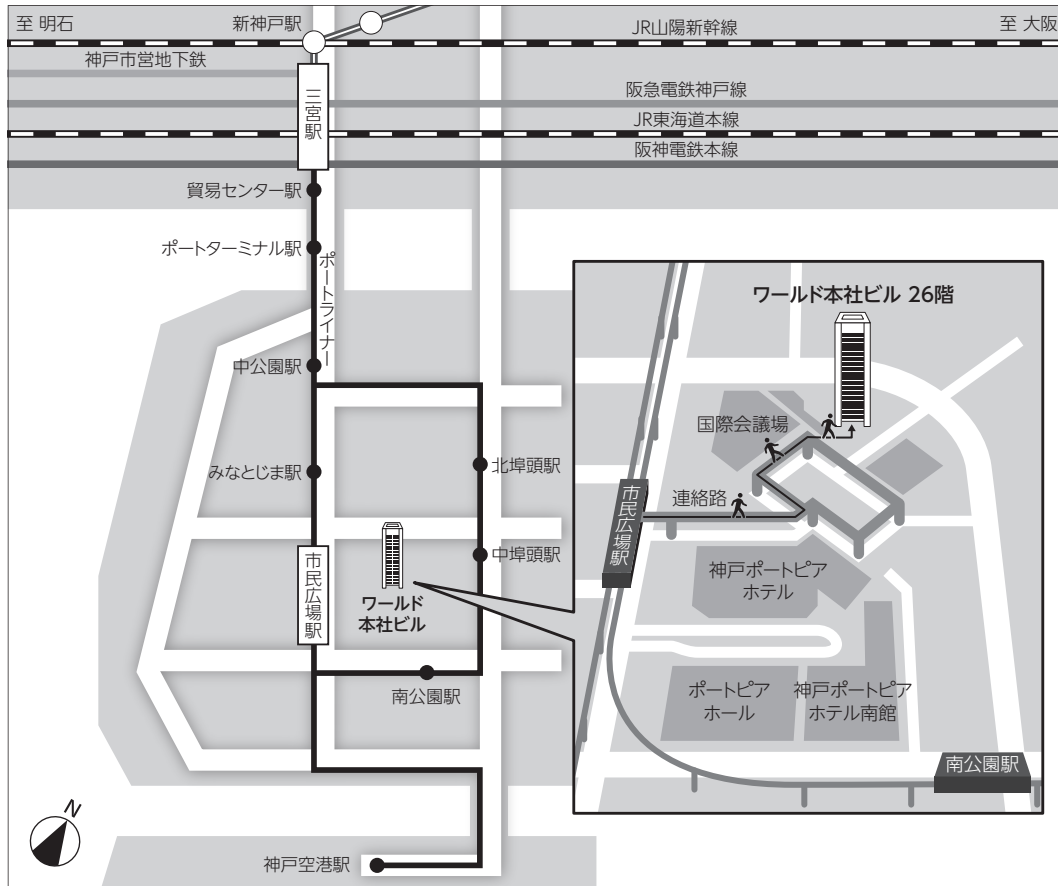 至 明石
新神戸駅
JR山陽新幹線
至 大阪
神戸市営地下鉄
三宮駅
阪急電鉄神戸線
JR東海道本線
阪神電鉄本線
貿易センター駅
ポートターミナル駅
ポートライナー
中公園駅
みなとじま駅
北埠頭駅
市民広場駅
中埠頭駅
ワールド
本社ビル
南公園駅
神戸空港駅
N
ワールド本社ビル 26階
国際会議場
連絡路
市民広場駅
神戸ポートピア
ホテル
ポートピア
ホール
神戸ポートピア
ホテル南館
南公園駅